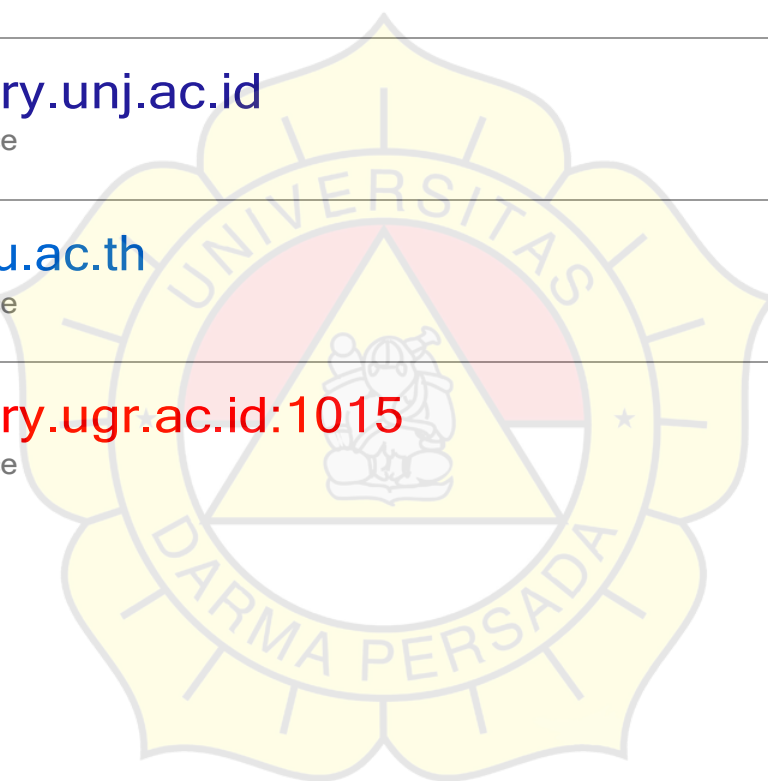 ry.unj.ac.id
e
u.ac.th
e
ry.ugr.ac.id:1015
e
UNIVERSITAS
DARMA PERSADA